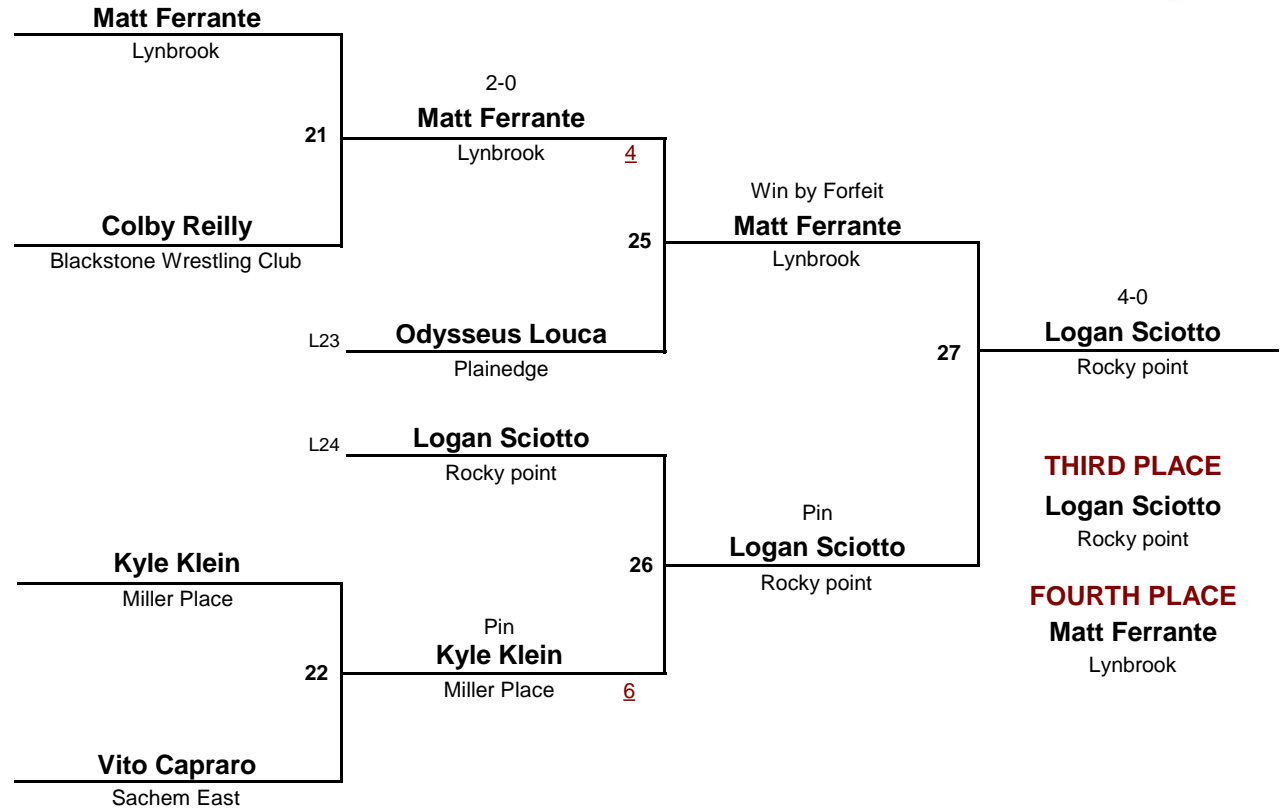 Matt Ferrante
Lynbrook
21
Colby Reilly
Blackstone Wrestling Club
2-0
Matt Ferrante
Lynbrook 4
25
L23 Odysseus Louca
Plainedge
L24 Logan Sciotto
Rocky point
26
Kyle Klein
Miller Place
22
Vito Capraro
Sachem East
Pin
Kyle Klein
Miller Place 6
Win by Forfeit
Matt Ferrante
Lynbrook
27
Pin
Logan Sciotto
Rocky point
4-0
Logan Sciotto
Rocky point
THIRD PLACE
Logan Sciotto
Rocky point
FOURTH PLACE
Matt Ferrante
Lynbrook